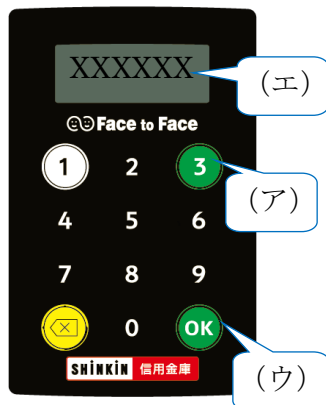 XXXXXX
(エ)
Face to Face
1 2 3
(ア)
4 5 6
7 8 9
0 OK
SHiNKiN 信用金庫
(ウ)